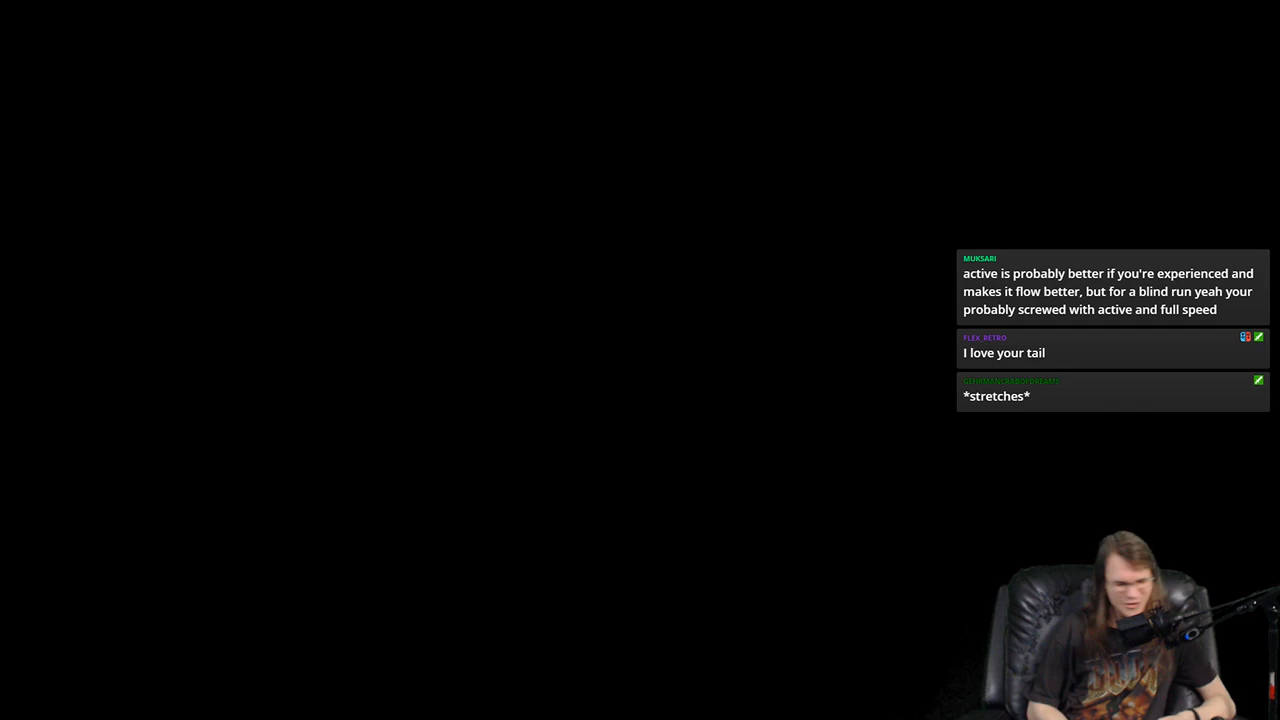 MUKSARI
active is probably better if you're experienced and
makes it flow better, but for a blind run yeah your
probably screwed with active and full speed
FLEX_RETRO
I love your tail
GEHRMANCRABOFDREAMS
*stretches*